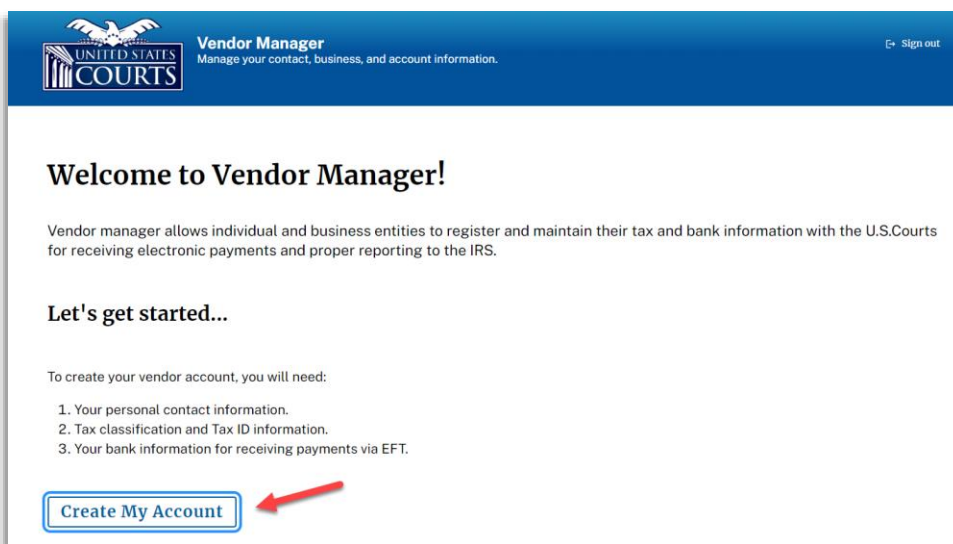 UNITED STATES
COURTS
Vendor Manager
Manage your contact, business, and account information.
Sign out
Welcome to Vendor Manager!
Vendor manager allows individual and business entities to register and maintain their tax and bank information with the U.S.Courts
for receiving electronic payments and proper reporting to the IRS.
Let's get started...
To create your vendor account, you will need:
1. Your personal contact information.
2. Tax classification and Tax ID information.
3. Your bank information for receiving payments via EFT.
Create My Account